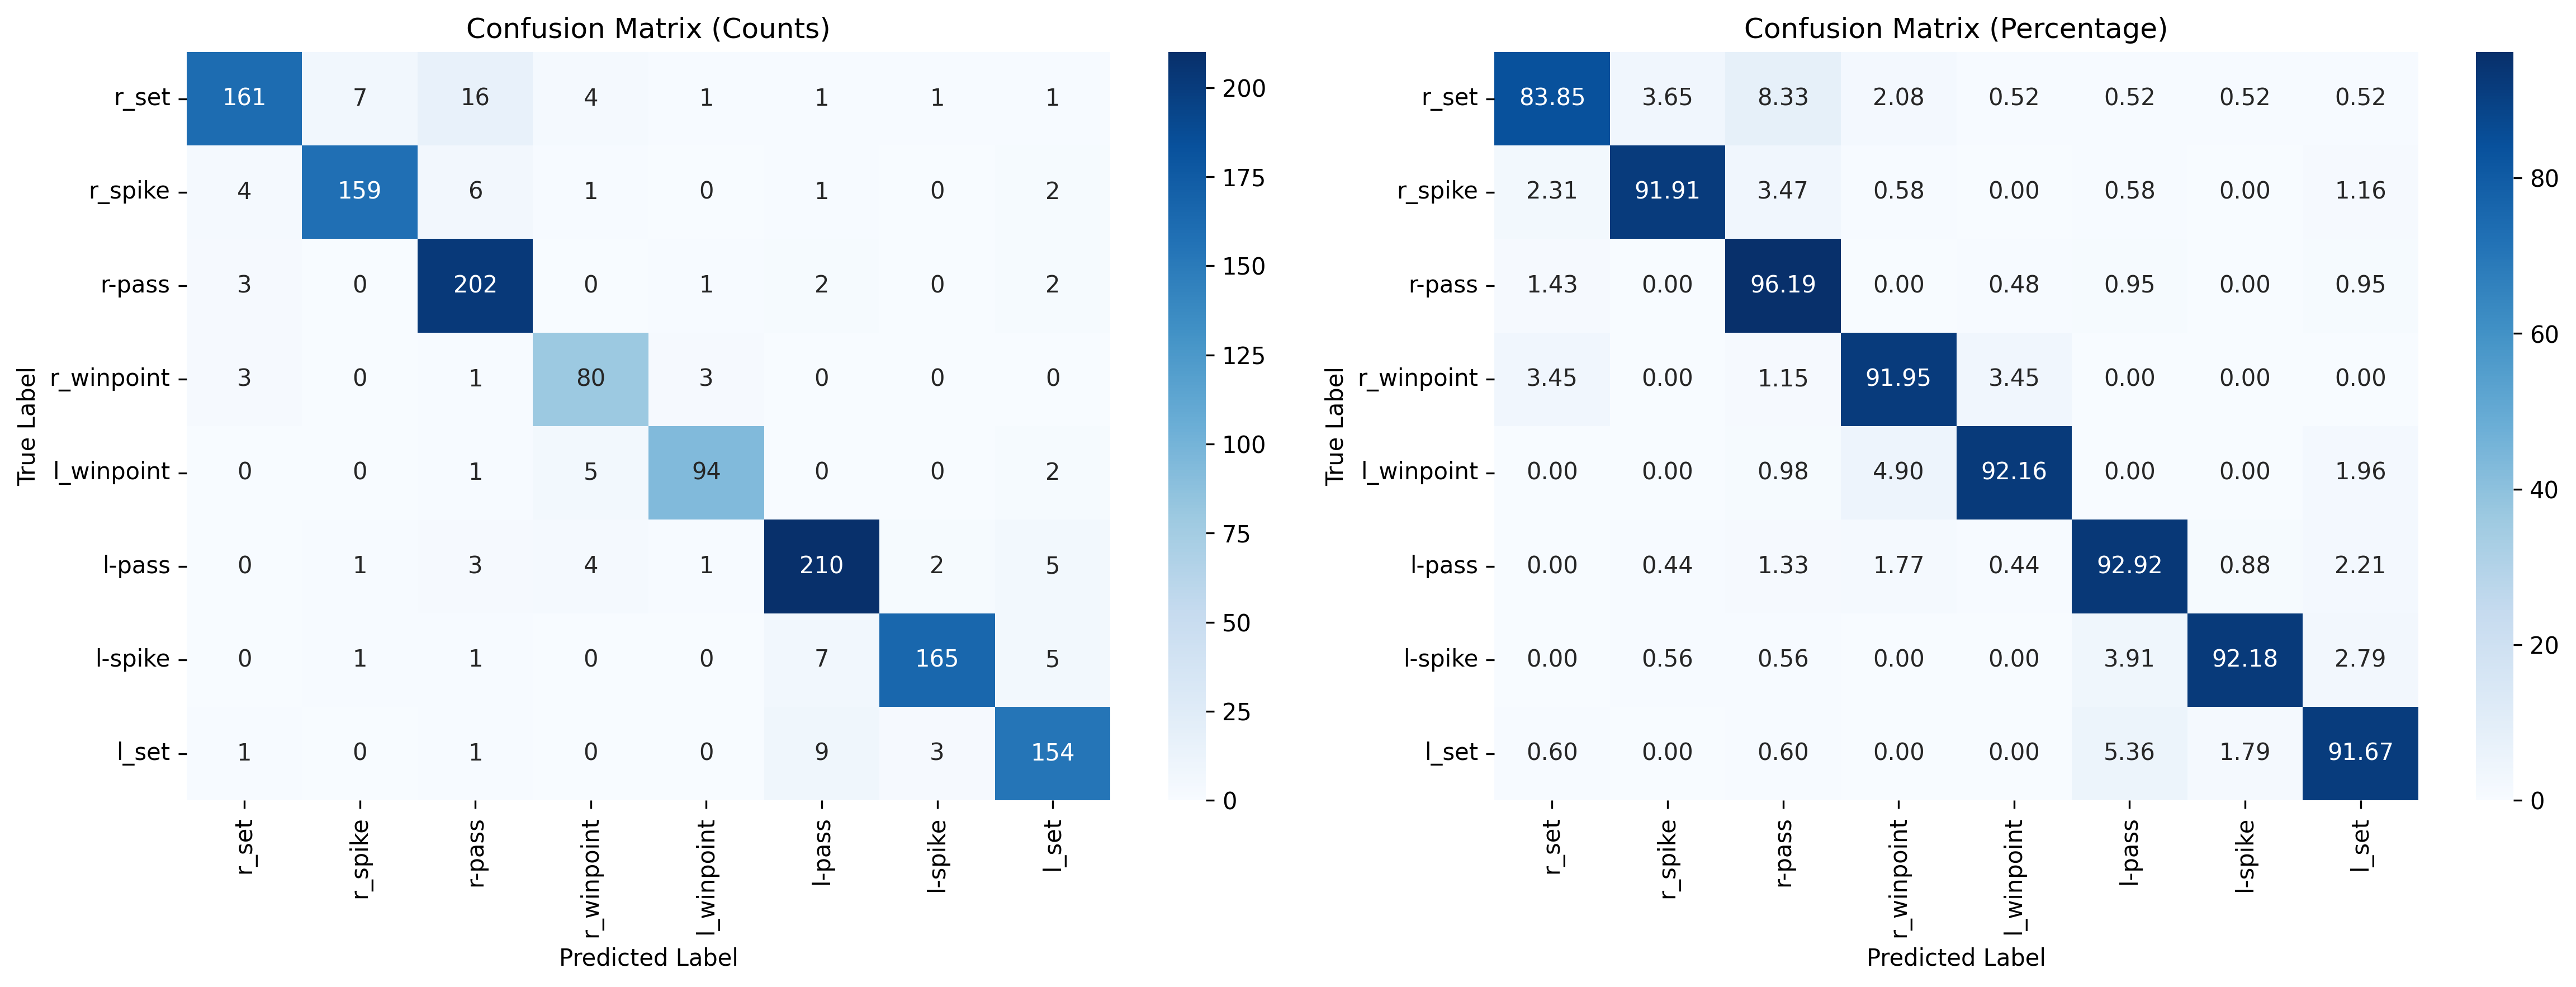 Confusion Matrix (Counts)
r_set 161 7 16 4 1 1 1 1
r_spike 4 159 6 1 0 1 0 2
r-pass 3 0 202 0 1 2 0 2
r_winpoint 3 0 1 80 3 0 0 0
l_winpoint 0 0 1 5 94 0 0 2
l-pass 0 1 3 4 1 210 2 5
l-spike 0 1 1 0 0 7 165 5
l_set 1 0 1 0 0 9 3 154
True Label
r_set r_spike r-pass r_winpoint l_winpoint l-pass l-spike l_set
Predicted Label
200
175
150
125
100
75
50
25
0
Confusion Matrix (Percentage)
r_set 83.85 3.65 8.33 2.08 0.52 0.52 0.52 0.52
r_spike 2.31 91.91 3.47 0.58 0.00 0.58 0.00 1.16
r-pass 1.43 0.00 96.19 0.00 0.48 0.95 0.00 0.95
r_winpoint 3.45 0.00 1.15 91.95 3.45 0.00 0.00 0.00
l_winpoint 0.00 0.00 0.98 4.90 92.16 0.00 0.00 1.96
l-pass 0.00 0.44 1.33 1.77 0.44 92.92 0.88 2.21
l-spike 0.00 0.56 0.56 0.00 0.00 3.91 92.18 2.79
l_set 0.60 0.00 0.60 0.00 0.00 5.36 1.79 91.67
True Label
r_set r_spike r-pass r_winpoint l_winpoint l-pass l-spike l_set
Predicted Label
80
60
40
20
0